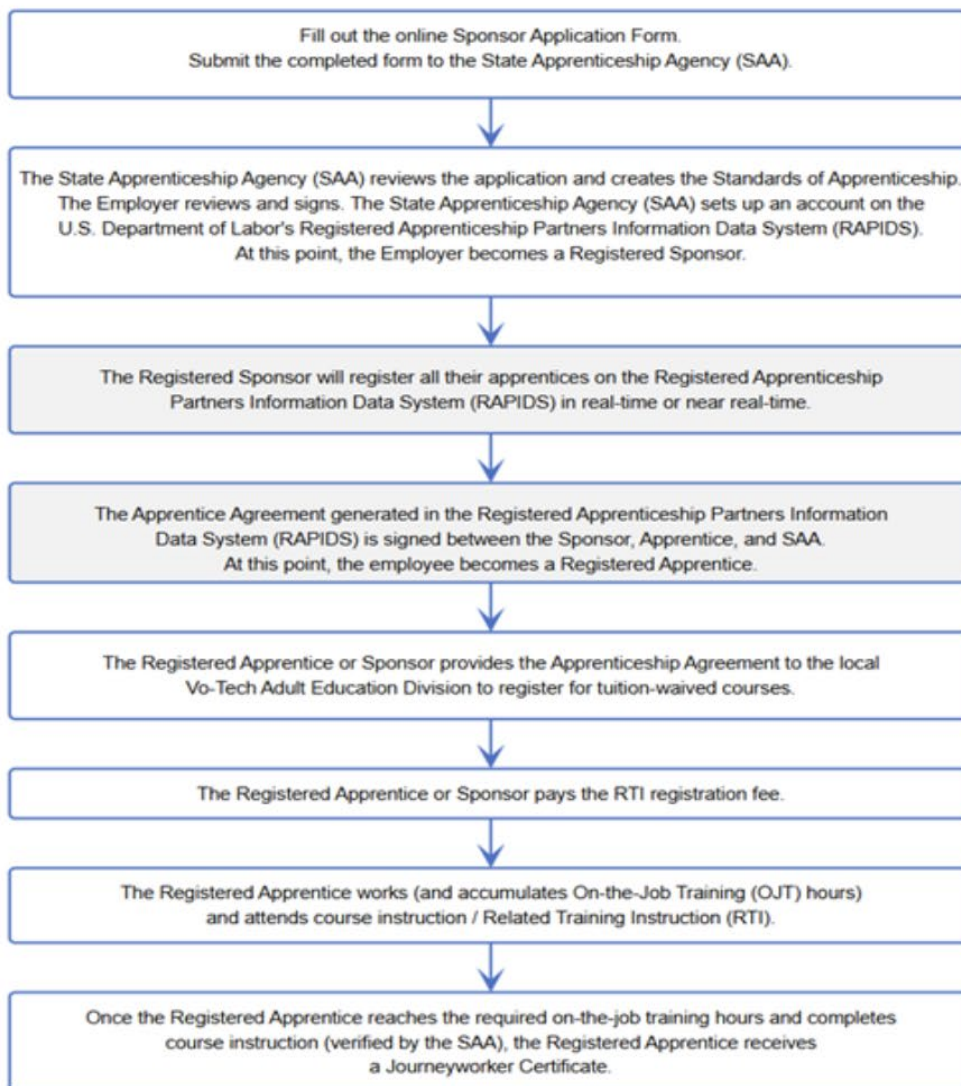 Fill out the online Sponsor Application Form.
Submit the completed form to the State Apprenticeship Agency (SAA).
The State Apprenticeship Agency (SAA) reviews the application and creates the Standards of Apprenticeship.
The Employer reviews and signs. The State Apprenticeship Agency (SAA) sets up an account on the
U.S. Department of Labor's Registered Apprenticeship Partners Information Data System (RAPIDS).
At this point, the Employer becomes a Registered Sponsor.
The Registered Sponsor will register all their apprentices on the Registered Apprenticeship
Partners Information Data System (RAPIDS) in real-time or near real-time.
The Apprentice Agreement generated in the Registered Apprenticeship Partners Information
Data System (RAPIDS) is signed between the Sponsor, Apprentice, and SAA.
At this point, the employee becomes a Registered Apprentice.
The Registered Apprentice or Sponsor provides the Apprenticeship Agreement to the local
Vo-Tech Adult Education Division to register for tuition-waived courses.
The Registered Apprentice or Sponsor pays the RTI registration fee.
The Registered Apprentice works (and accumulates On-the-Job Training (OJT) hours)
and attends course instruction / Related Training Instruction (RTI).
Once the Registered Apprentice reaches the required on-the-job training hours and completes
course instruction (verified by the SAA), the Registered Apprentice receives
a Journeyworker Certificate.